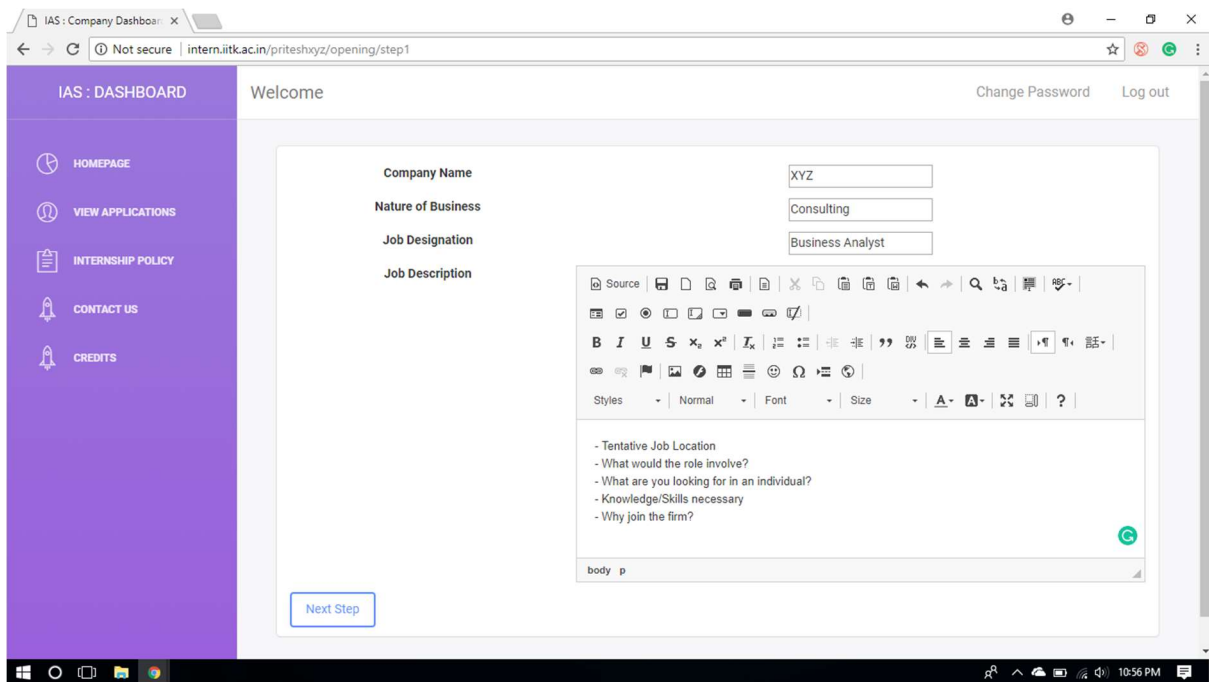 IAS : Company Dashboar
Not secure | intern.iitk.ac.in/priteshxyz/opening/step1
IAS : DASHBOARD
Welcome
Change Password
Log out
HOMEPAGE
VIEW APPLICATIONS
INTERNSHIP POLICY
CONTACT US
CREDITS
Company Name
XYZ
Nature of Business
Consulting
Job Designation
Business Analyst
Job Description
Source
Styles Normal Font Size
- Tentative Job Location
- What would the role involve?
- What are you looking for in an individual?
- Knowledge/Skills necessary
- Why join the firm?
body p
Next Step
10:56 PM